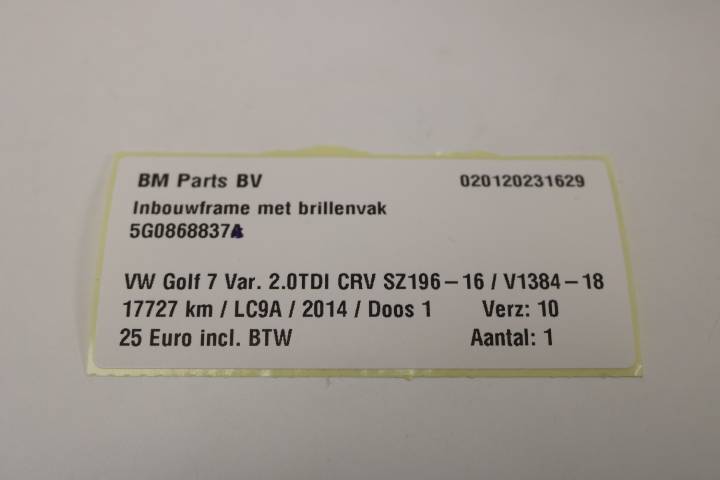 BM Parts BV 020120231629
Inbouwframe met brillenvak
5G0868837A
VW Golf 7 Var. 2.0TDI CRV SZ196-16 / V1384-18
17727 km / LC9A / 2014 / Doos 1 Verz: 10
25 Euro incl. BTW Aantal: 1